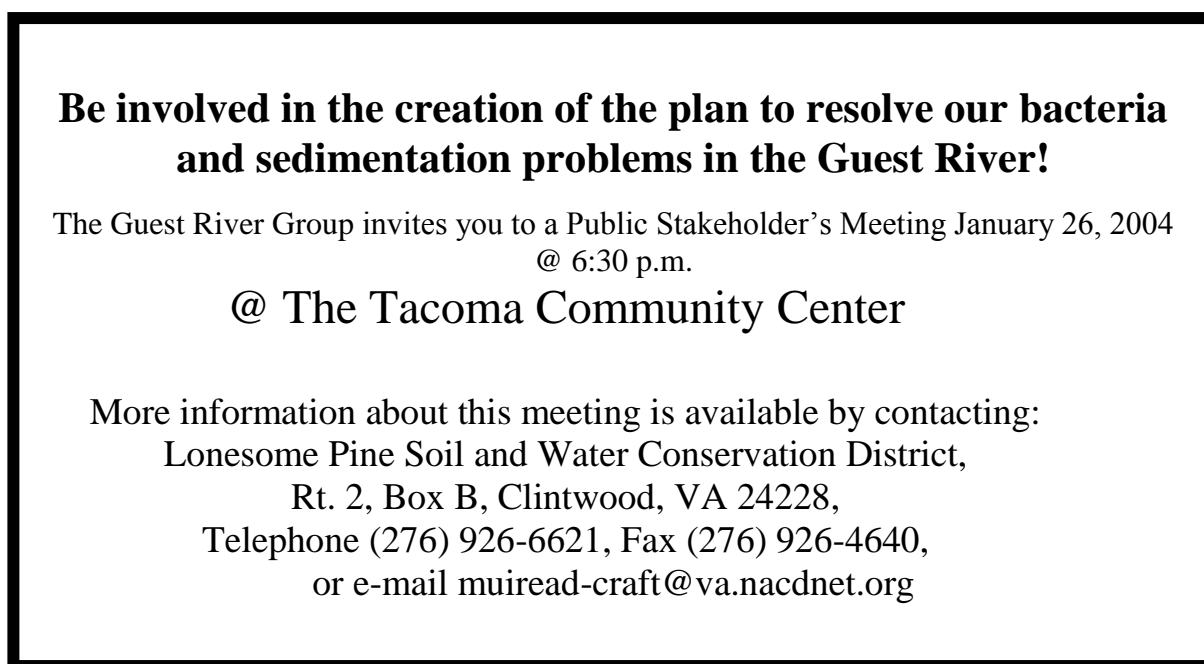 Be involved in the creation of the plan to resolve our bacteria
and sedimentation problems in the Guest River!
The Guest River Group invites you to a Public Stakeholder’s Meeting January 26, 2004
@ 6:30 p.m.
@ The Tacoma Community Center
More information about this meeting is available by contacting:
Lonesome Pine Soil and Water Conservation District,
Rt. 2, Box B, Clintwood, VA 24228,
Telephone (276) 926-6621, Fax (276) 926-4640,
or e-mail muiread-craft@va.nacdnet.org